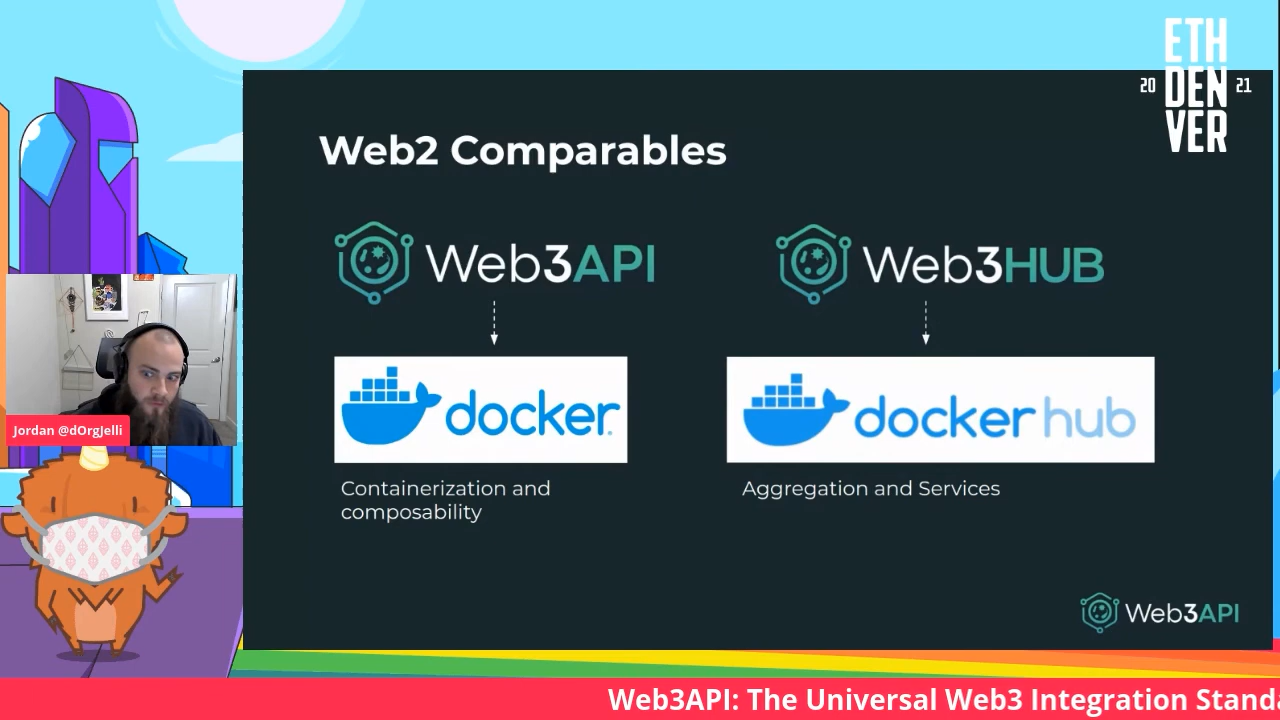 ETH
20 DEN 21
VER
Web2 Comparables
Web3API
Web3HUB
docker
docker hub
Containerization and
composability
Aggregation and Services
Jordan @dOrgJelli
Web3API
Web3API: The Universal Web3 Integration Standa